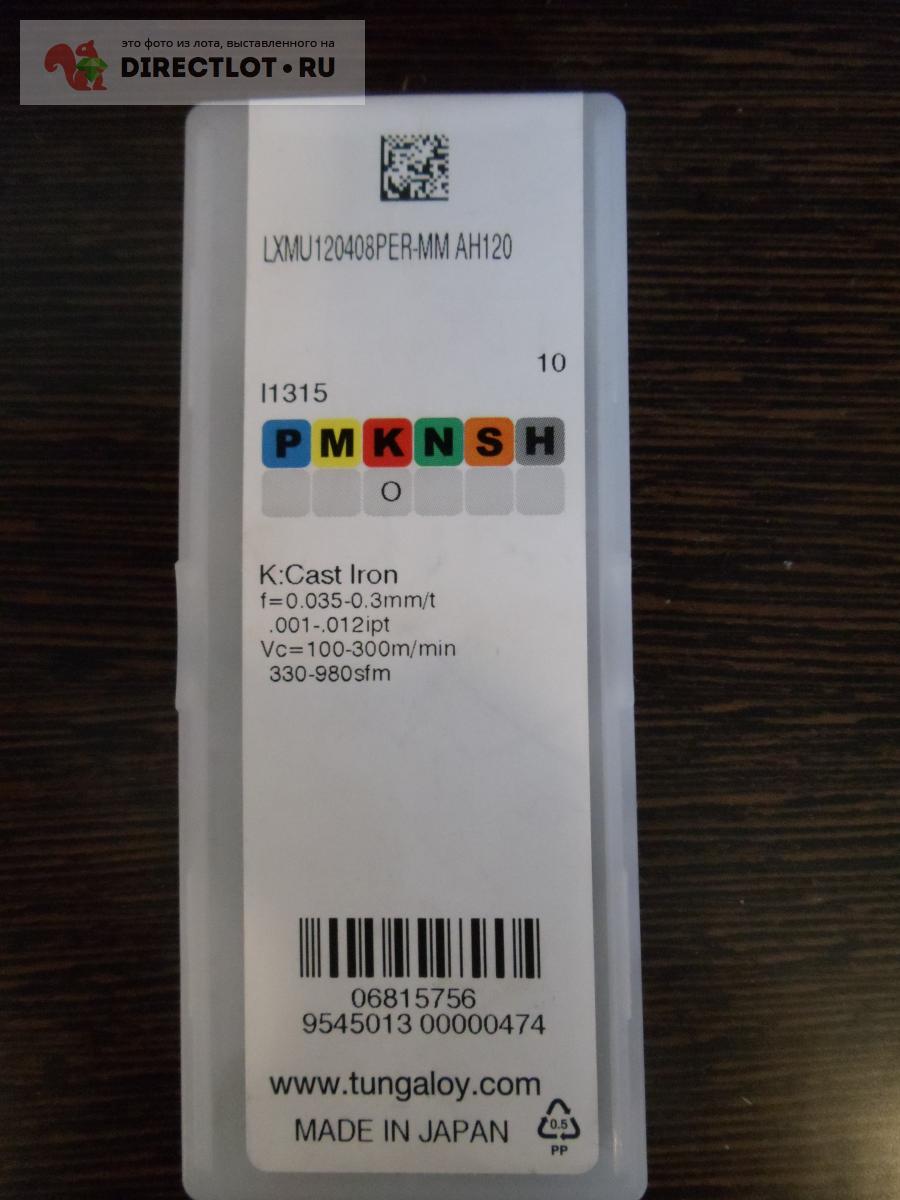 это фото из лота, выставленного на
DIRECTLOT•RU
LXMU120408PER-MM AH120
10
I1315
P M K N S H
O
K:Cast Iron
f=0.035-0.3mm/t
.001-.012ipt
Vc=100-300m/min
330-980sfm
06815756
9545013 00000474
www.tungaloy.com
MADE IN JAPAN
0.5
PP